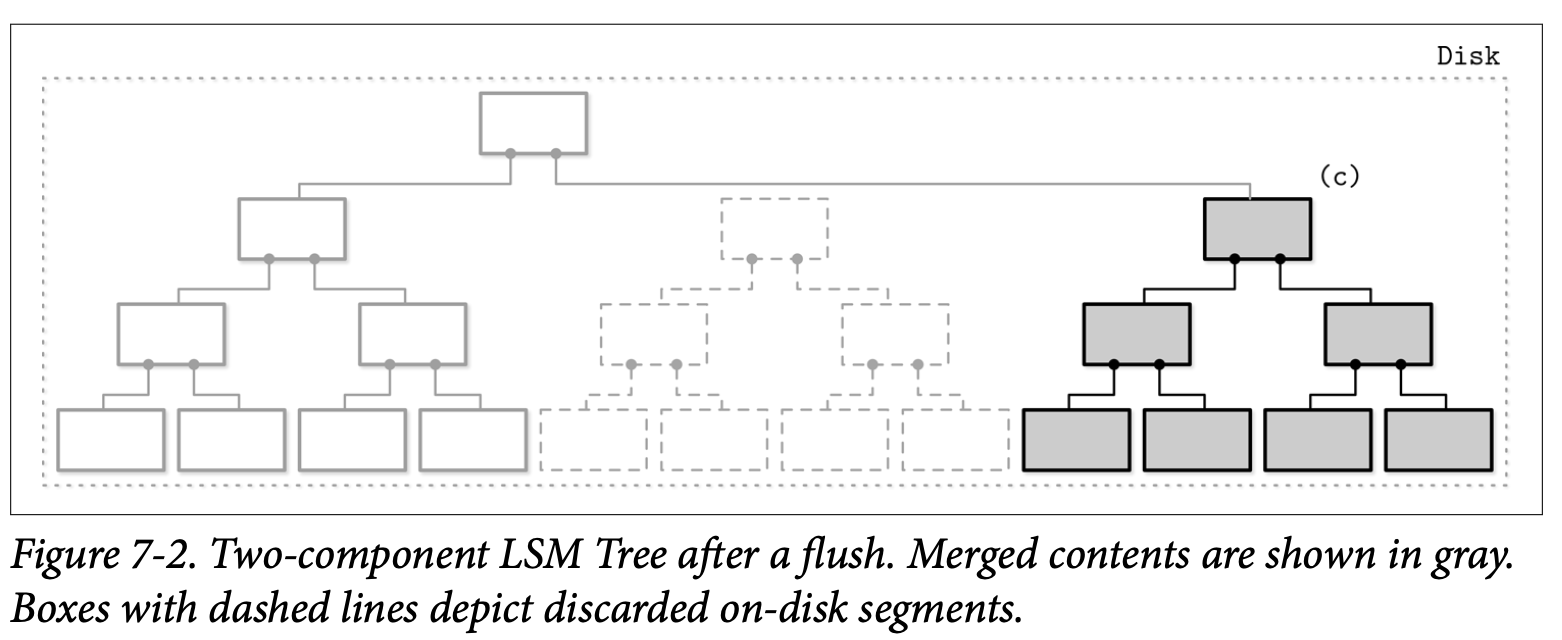 Disk
(c)
Figure 7-2. Two-component LSM Tree after a flush. Merged contents are shown in gray.
Boxes with dashed lines depict discarded on-disk segments.